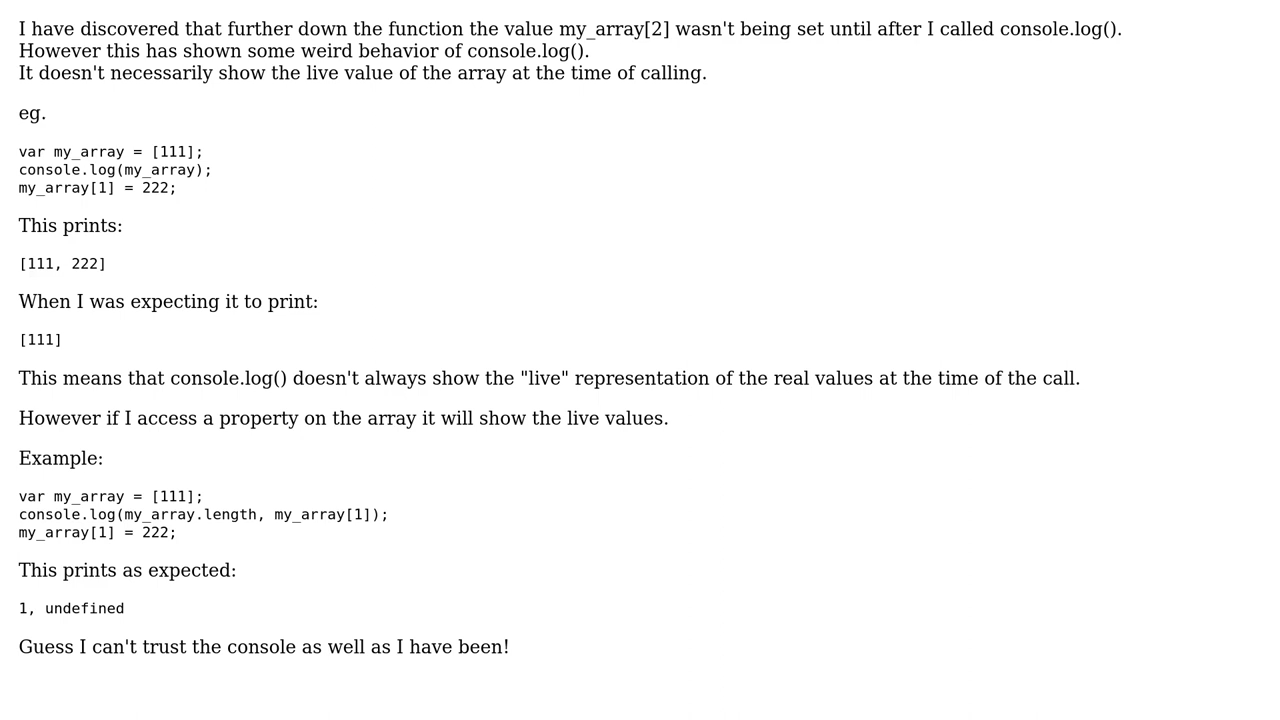 I have discovered that further down the function the value my_array[2] wasn't being set until after I called console.log().
However this has shown some weird behavior of console.log().
It doesn't necessarily show the live value of the array at the time of calling.
eg.
var my_array = [111];
console.log(my_array);
my_array[1] = 222;
This prints:
[111, 222]
When I was expecting it to print:
[111]
This means that console.log() doesn't always show the "live" representation of the real values at the time of the call.
However if I access a property on the array it will show the live values.
Example:
var my_array = [111];
console.log(my_array.length, my_array[1]);
my_array[1] = 222;
This prints as expected:
1, undefined
Guess I can't trust the console as well as I have been!